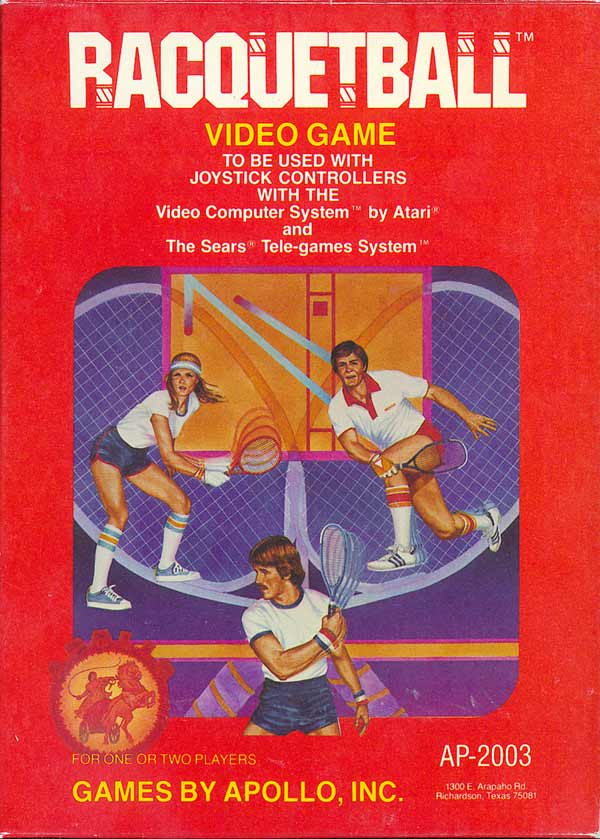 RACQUETBALL™
VIDEO GAME
TO BE USED WITH
JOYSTICK CONTROLLERS
WITH THE
Video Computer System™ by Atari®
and
The Sears® Tele-games System™
FOR ONE OR TWO PLAYERS
GAMES BY APOLLO, INC.
AP-2003
1300 E. Arapaho Rd.
Richardson, Texas 75081